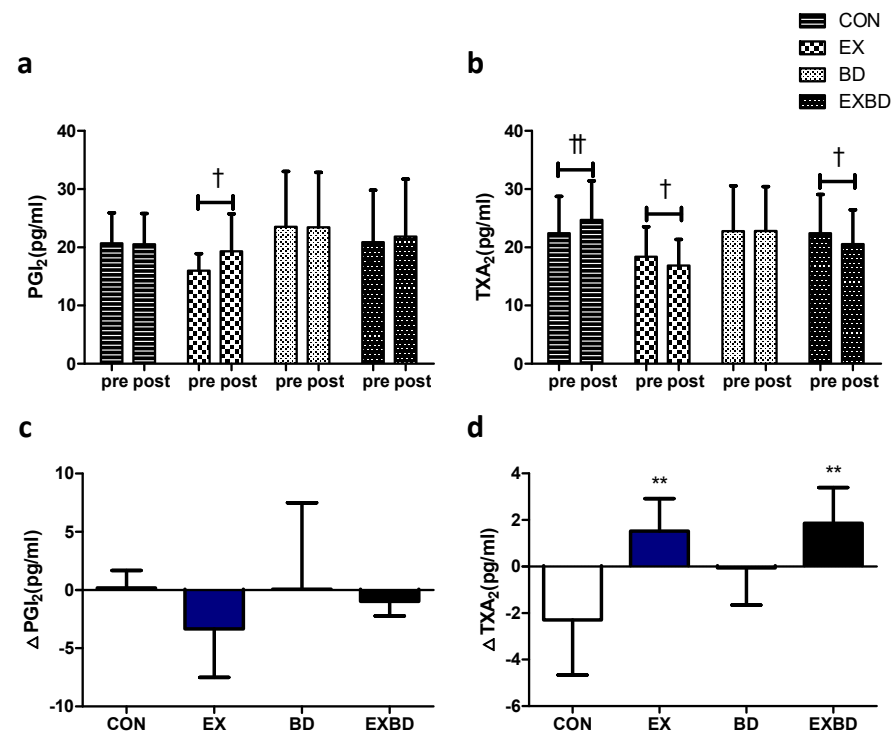 CON
EX
BD
EXBD
a
40
30
20
10
0
PGI₂(pg/ml)
†
pre post pre post pre post pre post
b
40
30
20
10
0
TXA₂(pg/ml)
††
†
†
pre post pre post pre post pre post
c
10
5
0
-5
-10
Δ PGI₂(pg/ml)
CON EX BD EXBD
d
4
2
0
-2
-4
-6
Δ TXA₂(pg/ml)
**
**
CON EX BD EXBD